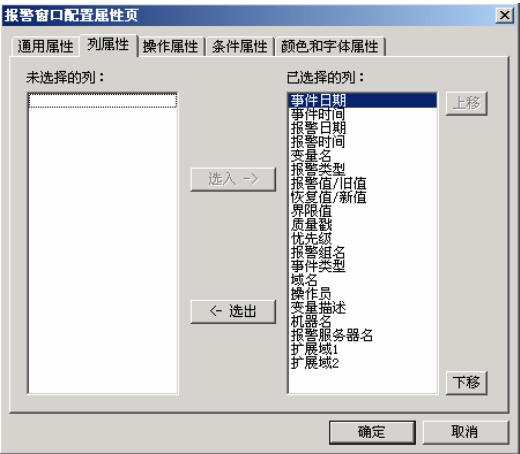 报警窗口配置属性页
通用属性 列属性 操作属性 条件属性 颜色和字体属性
未选择的列： 已选择的列：
事件日期
事件时间
报警日期
报警时间
变量名
报警类型
报警值/旧值
恢复值/新值
界限值
质量戳
优先级
报警组名
事件类型
域名
操作员
变量描述
机器名
报警服务器名
扩展域1
扩展域2
上移
选入 ->
<- 选出
下移
确定 取消